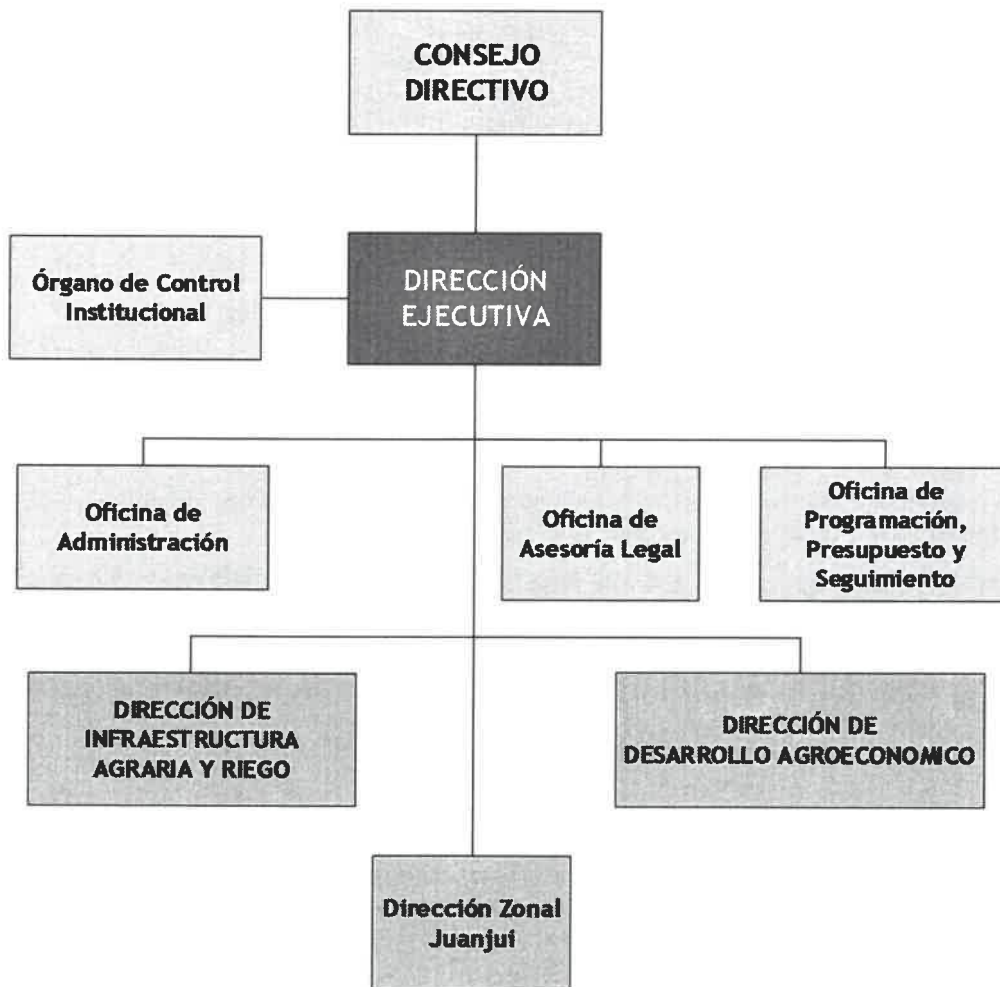 CONSEJO
DIRECTIVO
Órgano de Control
Institucional
DIRECCIÓN
EJECUTIVA
Oficina de
Administración
Oficina de
Asesoría Legal
Oficina de
Programación,
Presupuesto y
Seguimiento
DIRECCIÓN DE
INFRAESTRUCTURA
AGRARIA Y RIEGO
DIRECCIÓN DE
DESARROLLO AGROECONOMICO
Dirección Zonal
Juanjui